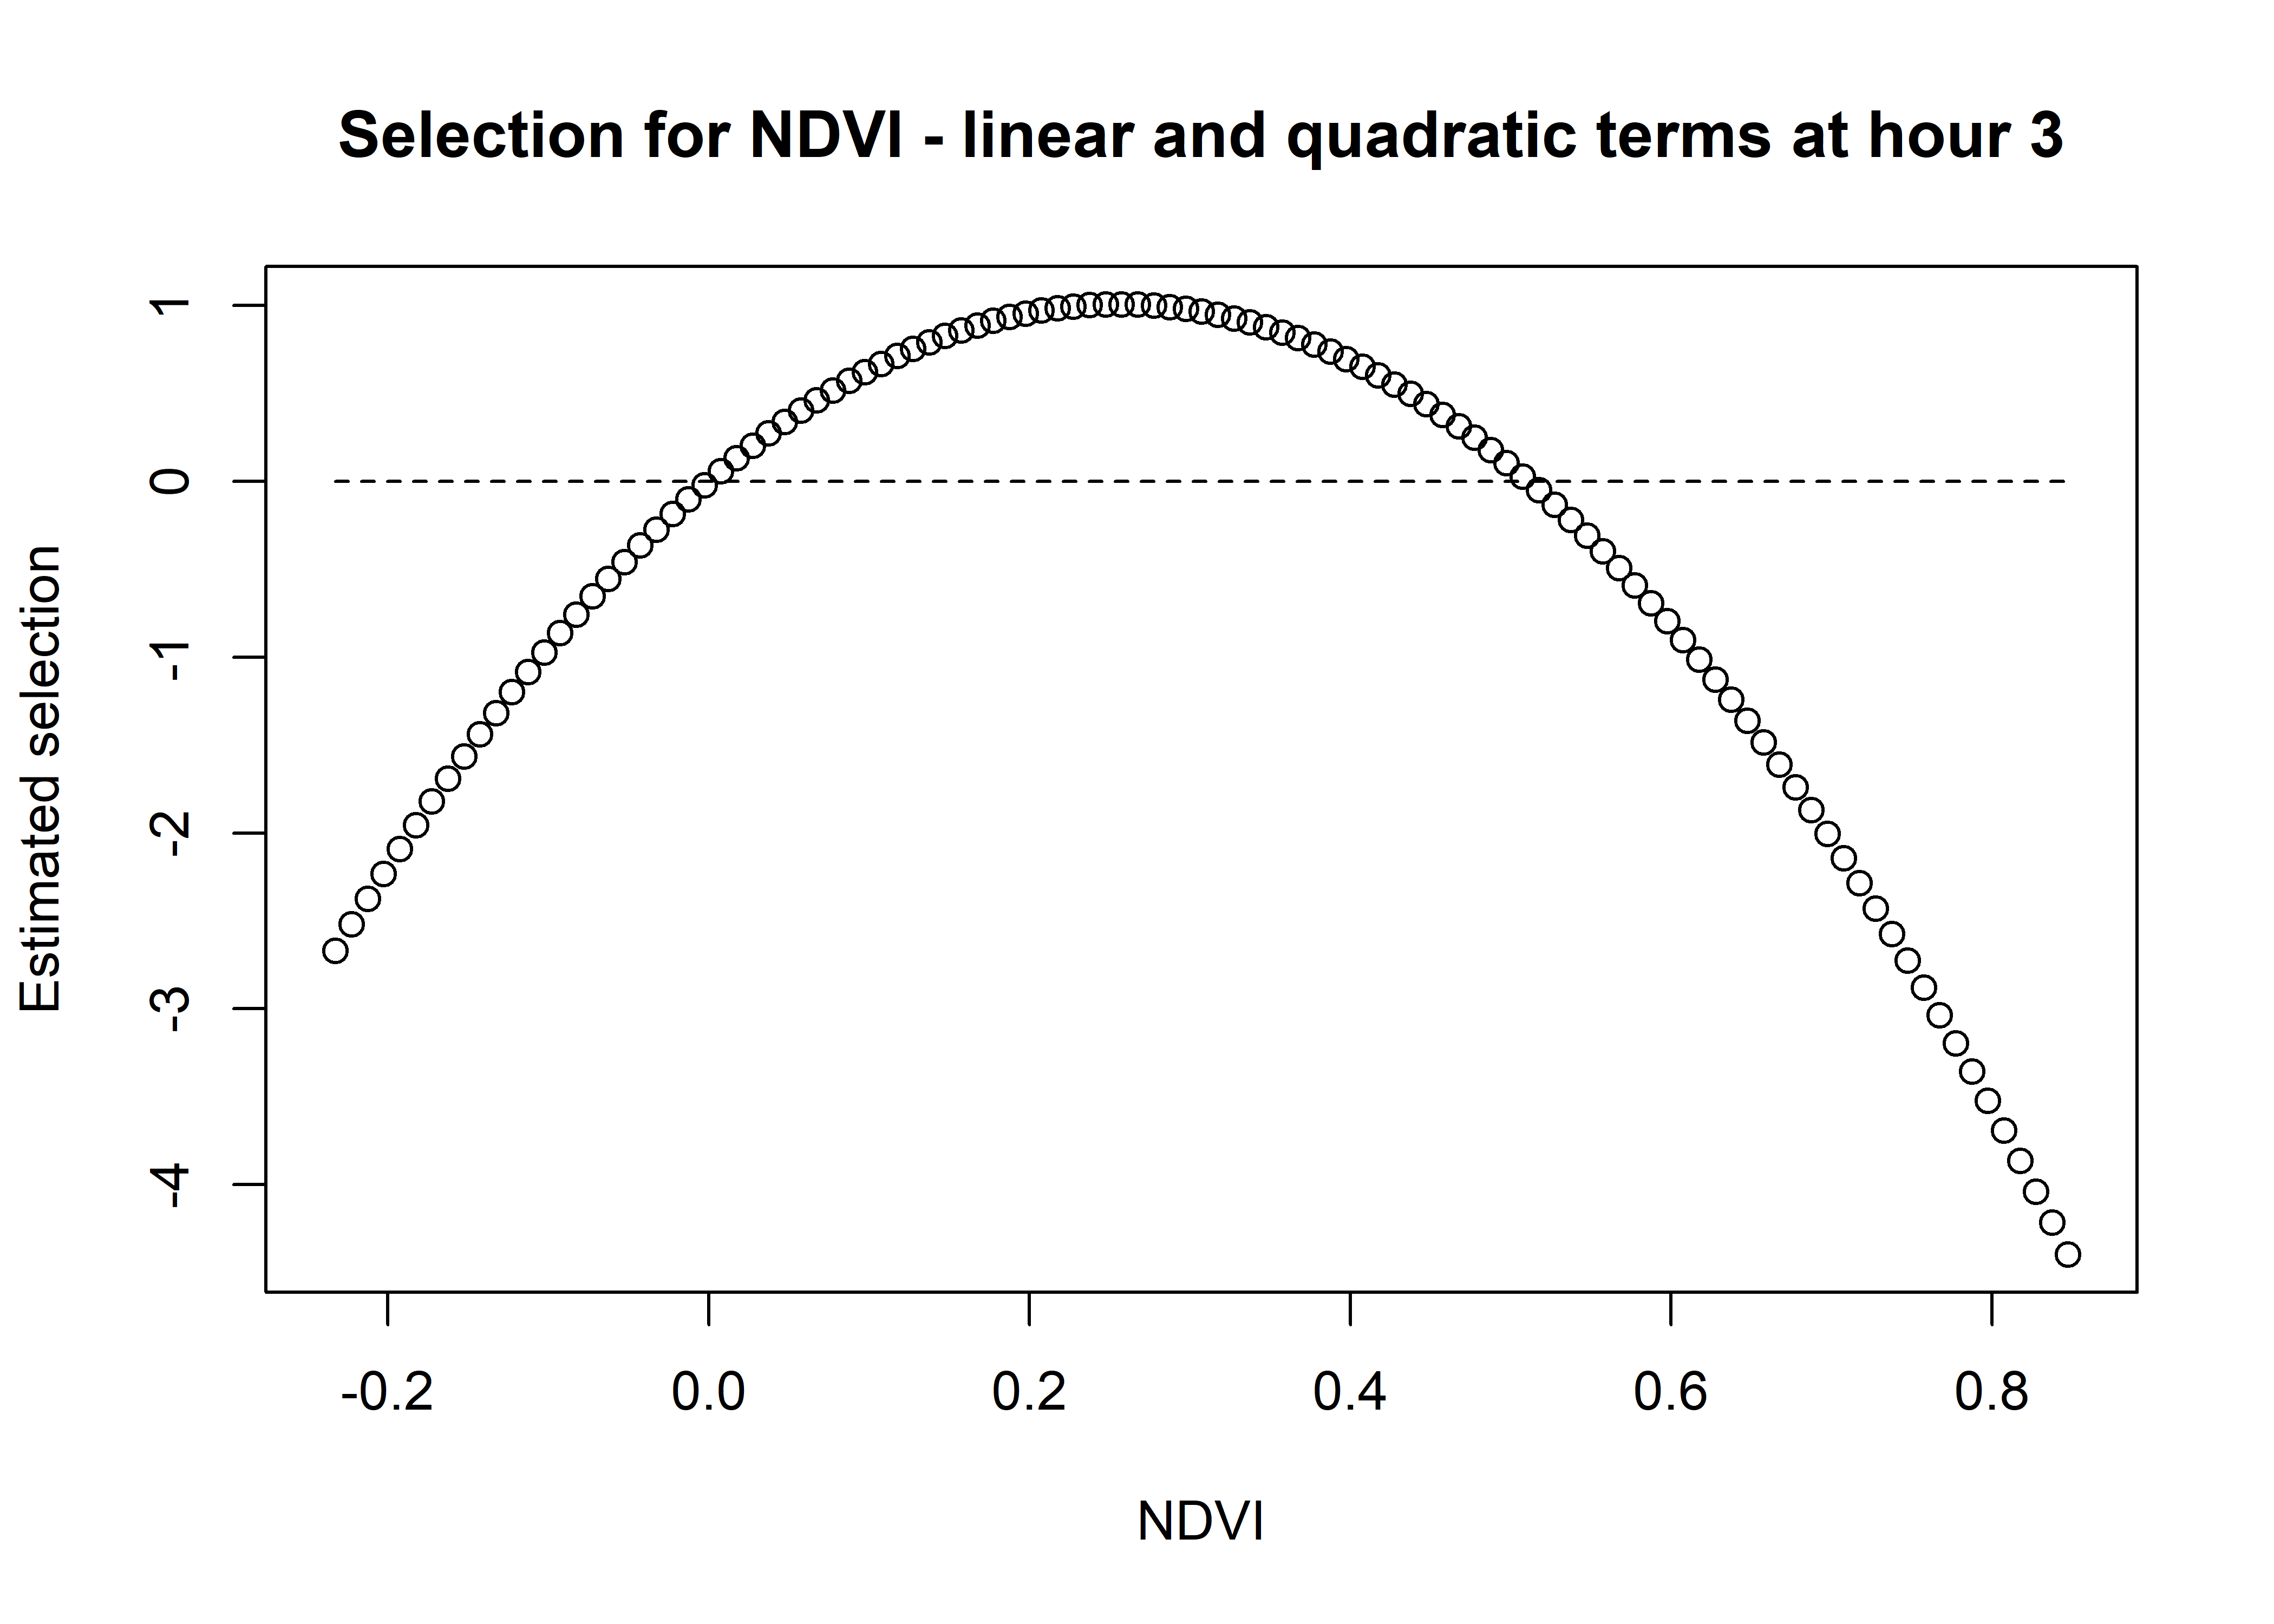 Selection for NDVI - linear and quadratic terms at hour 3
1
0
-1
-2
-3
-4
Estimated selection
-0.2 0.0 0.2 0.4 0.6 0.8
NDVI